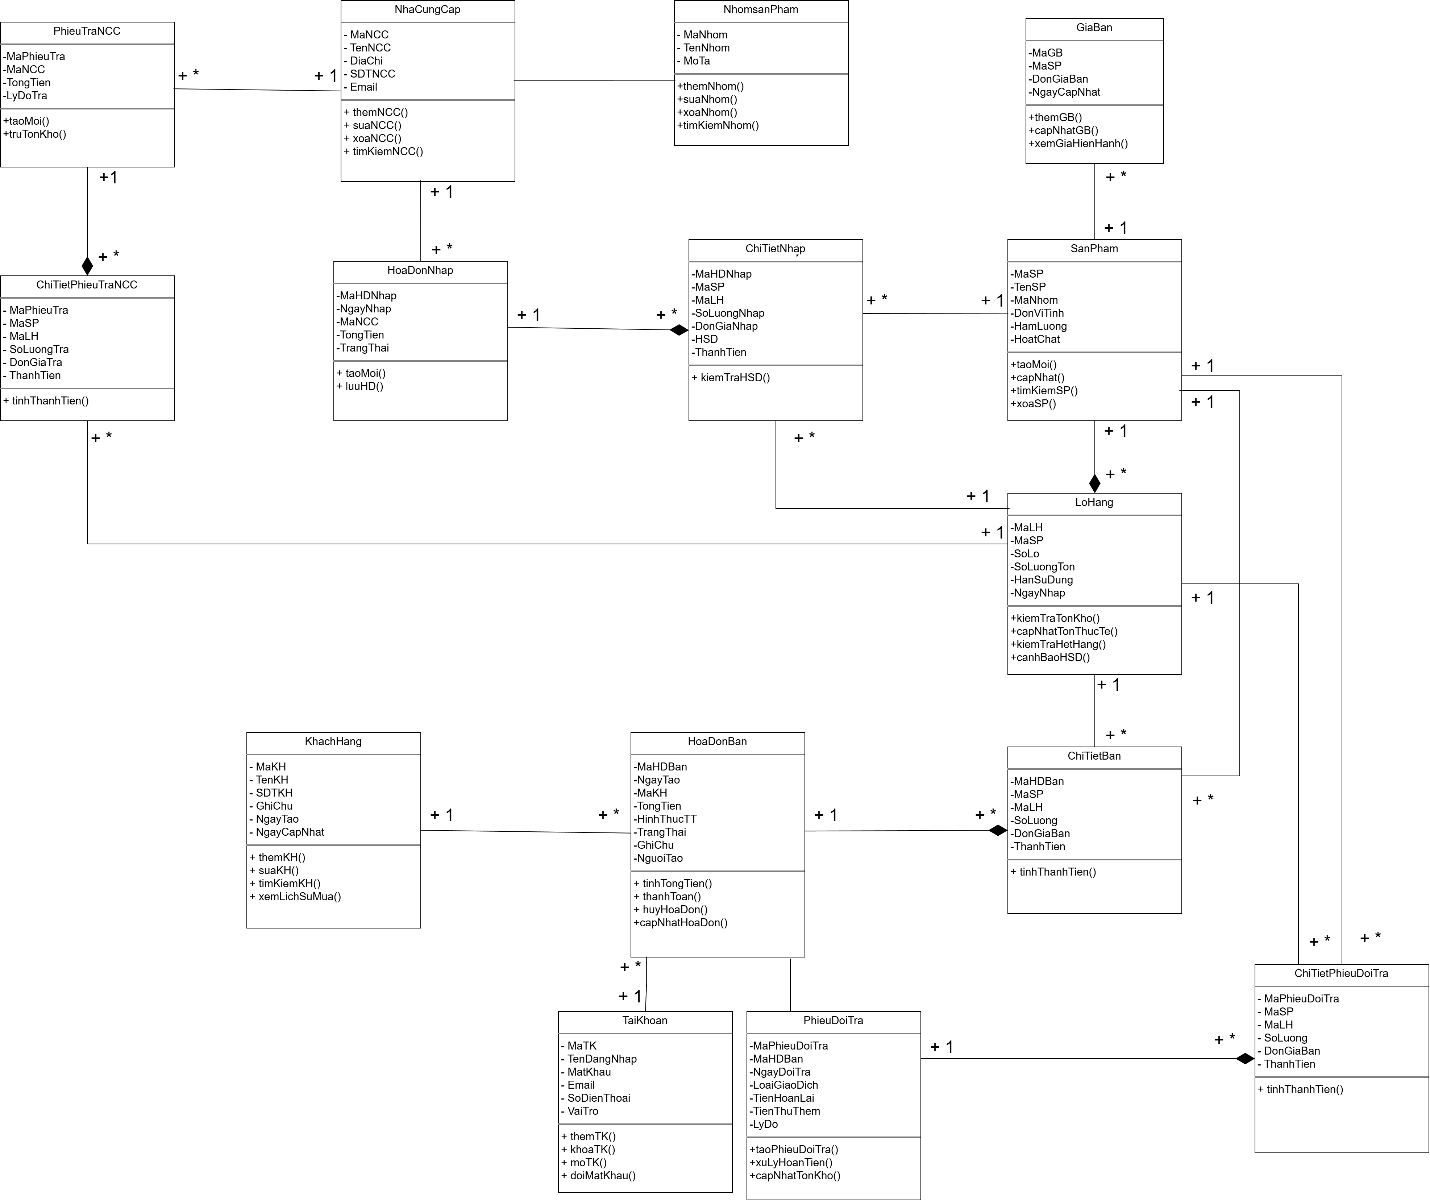 PhieuTraNCC
-MaPhieuTra
-MaNCC
-TongTien
-LyDoTra
+taoMoi()
+truTonKho()
+ *
+ 1
NhaCungCap
- MaNCC
- TenNCC
- DiaChi
- SDTNCC
- Email
+ themNCC()
+ suaNCC()
+ xoaNCC()
+ timKiemNCC()
NhomsanPham
- MaNhom
- TenNhom
- MoTa
+themNhom()
+suaNhom()
+xoaNhom()
+timKiemNhom()
GiaBan
-MaGB
-MaSP
-DonGiaBan
-NgayCapNhat
+themGB()
+capNhatGB()
+xemGiaHienHanh()
+1
+ *
+ 1
+ *
+ *
+ 1
ChiTietPhieuTraNCC
- MaPhieuTra
- MaSP
- MaLH
- SoLuongTra
- DonGiaTra
- ThanhTien
+ tinhThanhTien()
HoaDonNhap
-MaHDNhap
-NgayNhap
-MaNCC
-TongTien
-TrangThai
+ taoMoi()
+ luuHD()
+ 1
+ *
ChiTietNhap
-MaHDNhap
-MaSP
-MaLH
-SoLuongNhap
-DonGiaNhap
-HSD
-ThanhTien
+ kiemTraHSD()
+ *
+ 1
SanPham
-MaSP
-TenSP
-MaNhom
-DonViTinh
-HamLuong
-HoatChat
+taoMoi()
+capNhat()
+timKiemSP()
+xoaSP()
+ 1
+ 1
+ *
+ *
+ 1
+ *
+ 1
+ 1
LoHang
-MaLH
-MaSP
-SoLo
-SoLuongTon
-HanSuDung
-NgayNhap
+kiemTraTonKho()
+capNhatTonThucTe()
+kiemTraHetHang()
+canhBaoHSD()
+ 1
+ 1
+ *
KhachHang
- MaKH
- TenKH
- SDTKH
- GhiChu
- NgayTao
- NgayCapNhat
+ themKH()
+ suaKH()
+ timKiemKH()
+ xemLichSuMua()
+ 1
+ *
HoaDonBan
-MaHDBan
-NgayTao
-MaKH
-TongTien
-HinhThucTT
-TrangThai
-GhiChu
-NguoiTao
+ tinhTongTien()
+ thanhToan()
+ huyHoaDon()
+capNhatHoaDon()
+ 1
+ *
ChiTietBan
-MaHDBan
-MaSP
-MaLH
-SoLuong
-DonGiaBan
-ThanhTien
+ tinhThanhTien()
+ *
+ *
+ *
+ *
+ 1
TaiKhoan
- MaTK
- TenDangNhap
- MatKhau
- Email
- SoDienThoai
- VaiTro
+ themTK()
+ khoaTK()
+ moTK()
+ doiMatKhau()
PhieuDoiTra
-MaPhieuDoiTra
-MaHDBan
-NgayDoiTra
-LoaiGiaoDich
-TienHoanLai
-TienThuThem
-LyDo
+taoPhieuDoiTra()
+xuLyHoanTien()
+capNhatTonKho()
+ 1
+ *
ChiTietPhieuDoiTra
- MaPhieuDoiTra
- MaSP
- MaLH
- SoLuong
- DonGiaBan
- ThanhTien
+ tinhThanhTien()